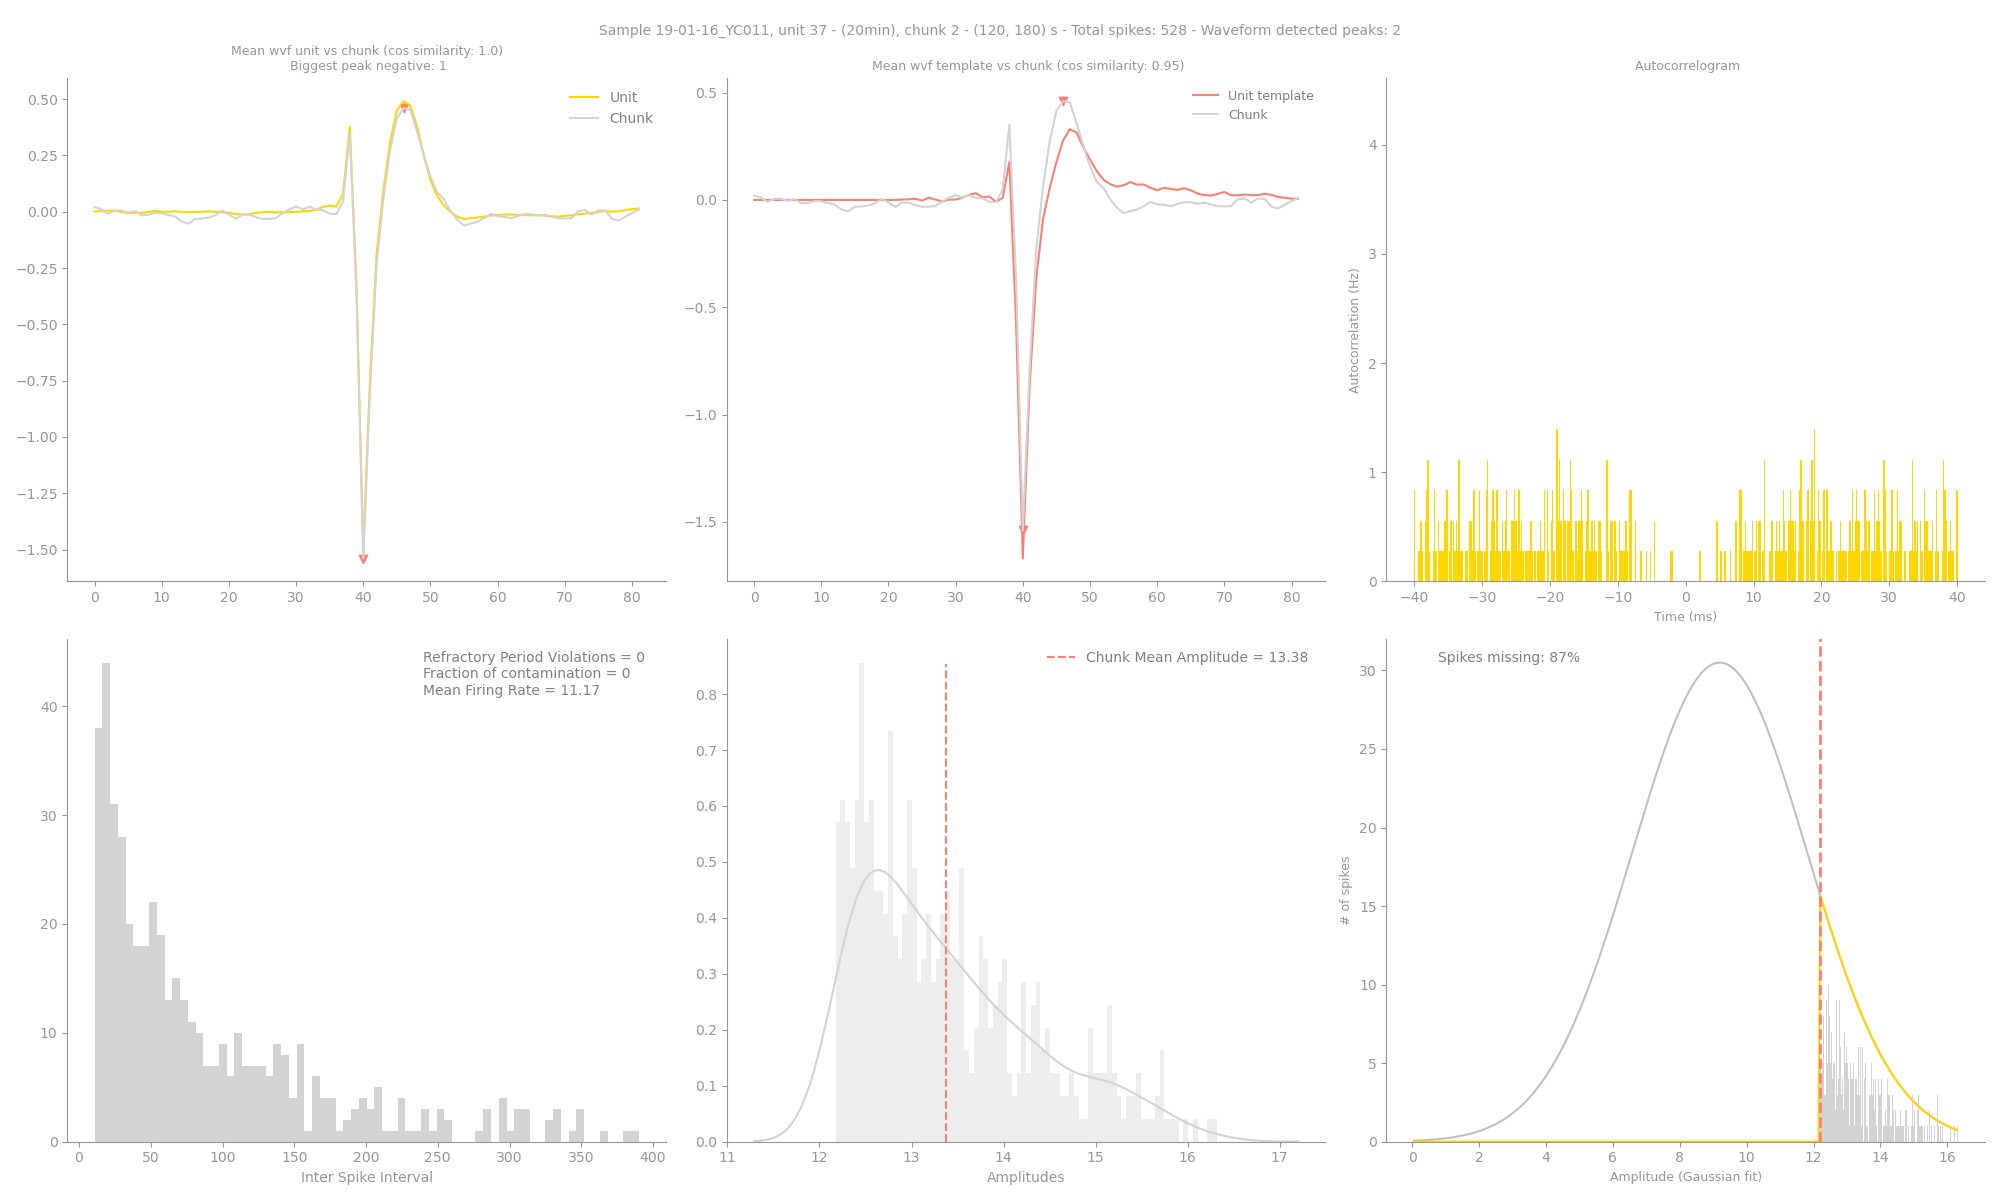 Sample 19-01-16_YC011, unit 37 - (20min), chunk 2 - (120, 180) s - Total spikes: 528 - Waveform detected peaks: 2
Mean wvf unit vs chunk (cos similarity: 1.0)
Biggest peak negative: 1
Unit
Chunk
0.50
0.25
0.00
−0.25
−0.50
−0.75
−1.00
−1.25
−1.50
0 10 20 30 40 50 60 70 80
Mean wvf template vs chunk (cos similarity: 0.95)
Unit template
Chunk
0.5
0.0
−0.5
−1.0
−1.5
0 10 20 30 40 50 60 70 80
Autocorrelogram
Autocorrelation (Hz)
4
3
2
1
0
−40 −30 −20 −10 0 10 20 30 40
Time (ms)
Refractory Period Violations = 0
Fraction of contamination = 0
Mean Firing Rate = 11.17
40
30
20
10
0
0 50 100 150 200 250 300 350 400
Inter Spike Interval
Chunk Mean Amplitude = 13.38
0.8
0.7
0.6
0.5
0.4
0.3
0.2
0.1
0.0
11 12 13 14 15 16 17
Amplitudes
Spikes missing: 87%
# of spikes
30
25
20
15
10
5
0
0 2 4 6 8 10 12 14 16
Amplitude (Gaussian fit)